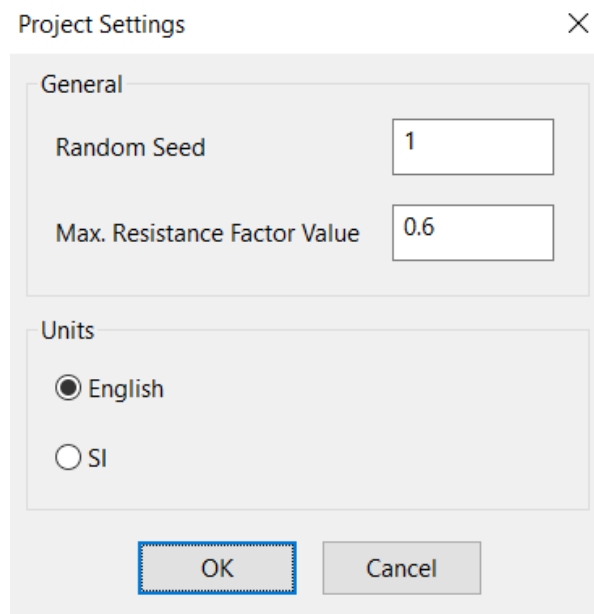 Project Settings
General
Random Seed 1
Max. Resistance Factor Value 0.6
Units
English
SI
OK Cancel